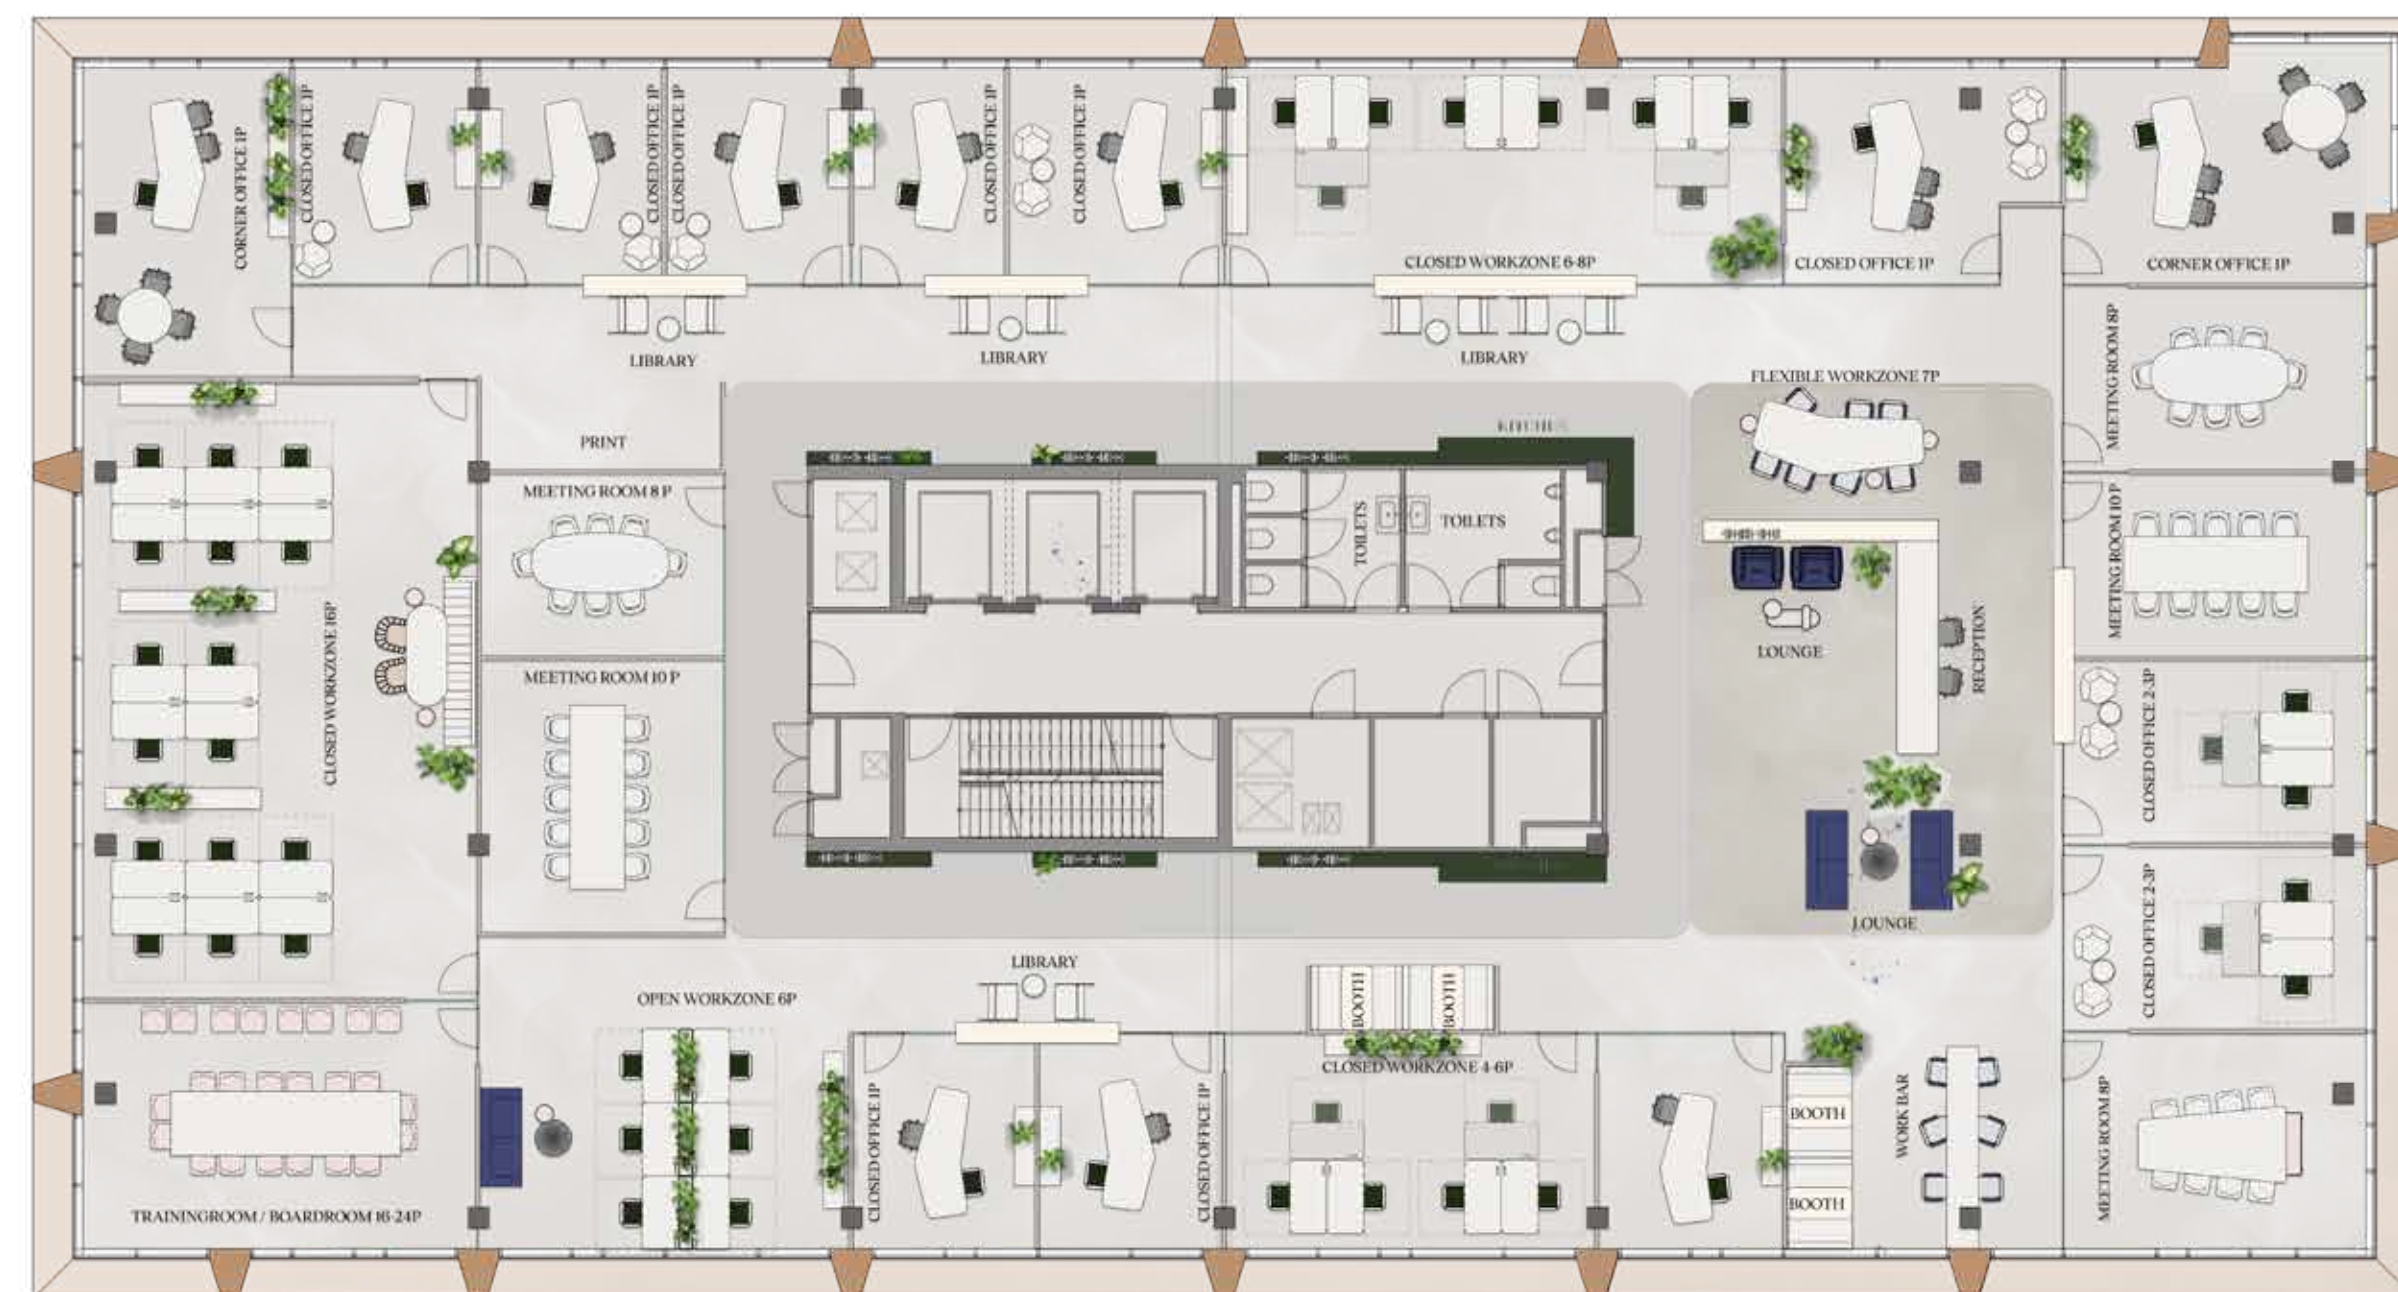 CORNER OFFICE 1P
CLOSED OFFICE 1P
CLOSED OFFICE 1P
CLOSED OFFICE 1P
CLOSED OFFICE 1P
CLOSED OFFICE 1P
CLOSED WORKZONE 6-8P
CLOSED OFFICE 1P
CORNER OFFICE 1P
LIBRARY
LIBRARY
LIBRARY
FLEXIBLE WORKZONE 7P
MEETING ROOM 8P
PRINT
KITCHEN
MEETING ROOM 8 P
TOILETS
TOILETS
MEETING ROOM 10 P
CLOSED WORKZONE 16P
LOUNGE
RECEPTION
MEETING ROOM 10 P
CLOSED OFFICE 2-3P
CLOSED OFFICE 2-3P
LOUNGE
LIBRARY
OPEN WORKZONE 6P
BOOTH
BOOTH
CLOSED WORKZONE 4-6P
CLOSED OFFICE 1P
CLOSED OFFICE 1P
BOOTH
BOOTH
WORK BAR
MEETING ROOM 8P
TRAININGROOM / BOARDROOM 16-24P